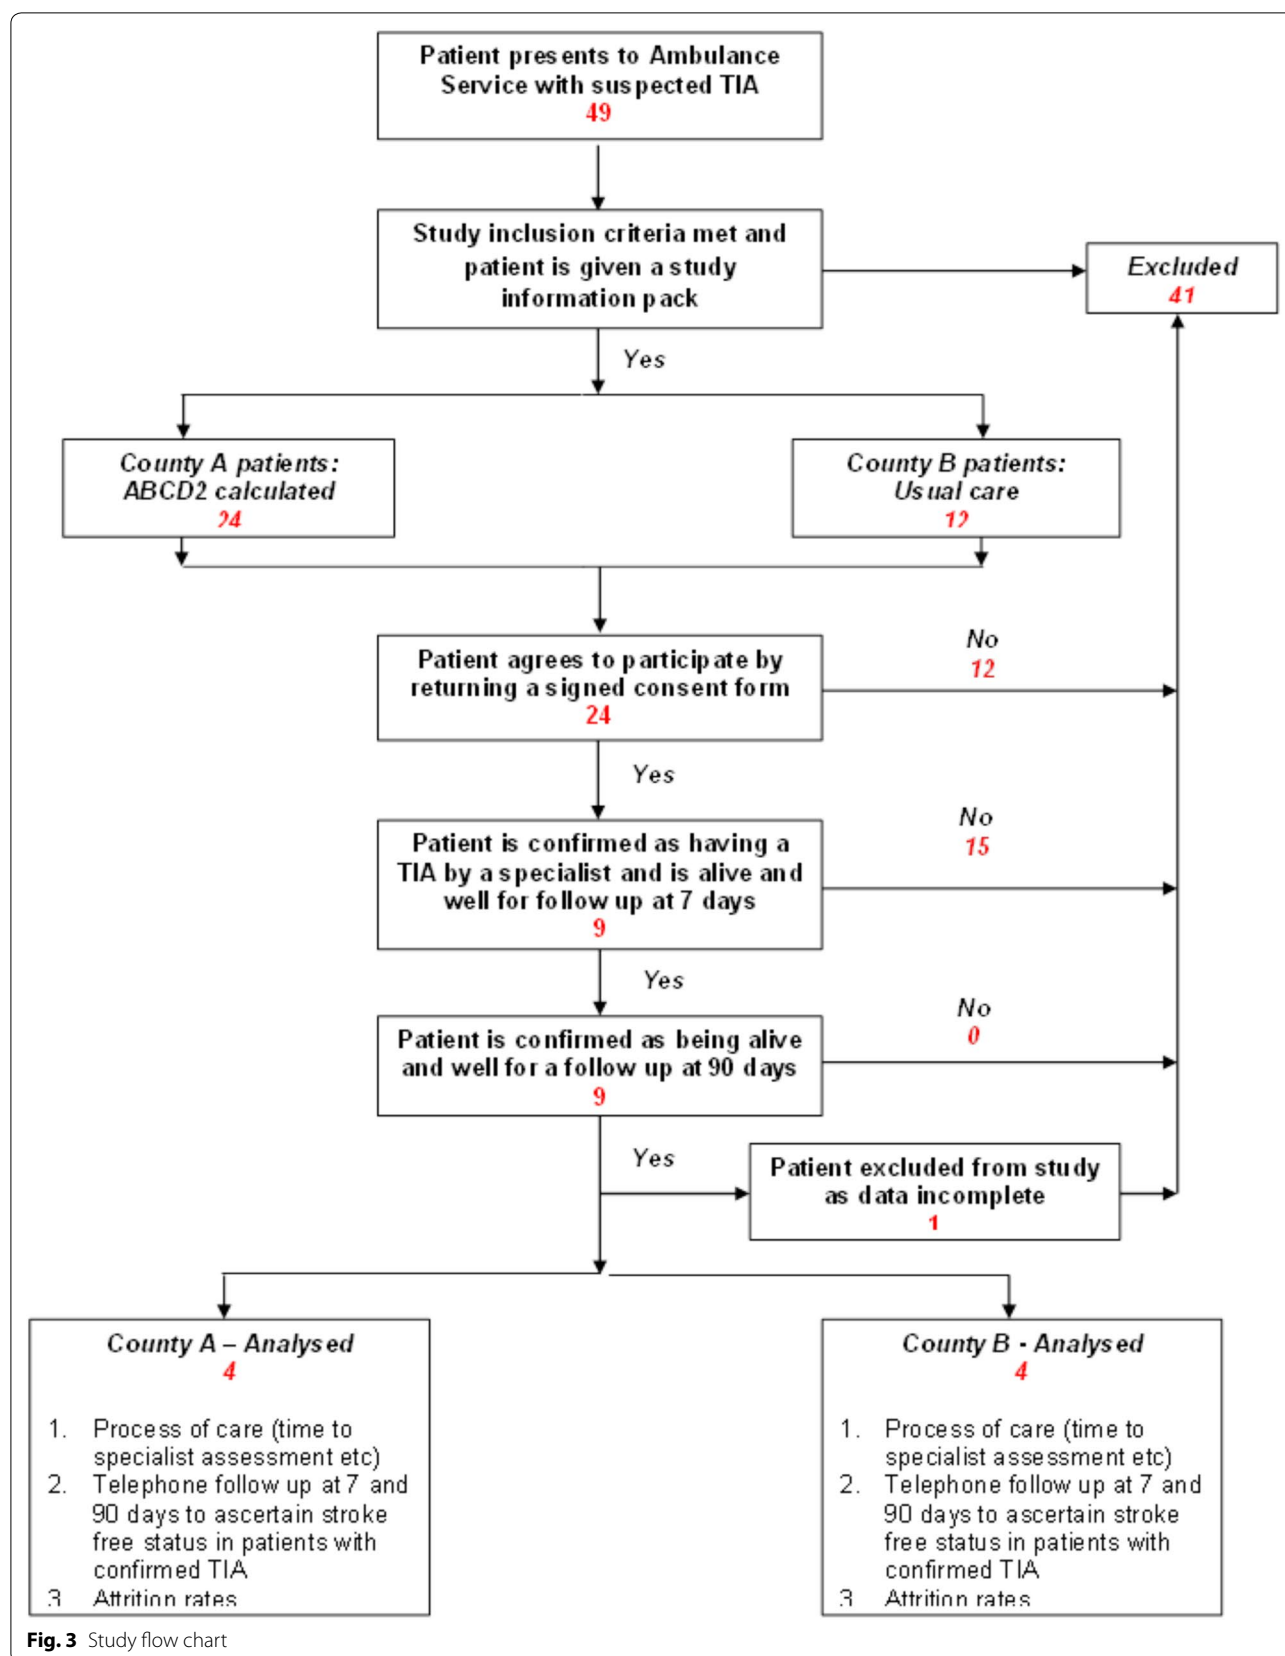 Patient presents to Ambulance
Service with suspected TIA
49
Study inclusion criteria met and
patient is given a study
information pack
Excluded
41
Yes
County A patients:
ABCD2 calculated
24
County B patients:
Usual care
12
Patient agrees to participate by
returning a signed consent form
24
No
12
Yes
Patient is confirmed as having a
TIA by a specialist and is alive and
well for follow up at 7 days
9
No
15
Yes
Patient is confirmed as being alive
and well for a follow up at 90 days
9
No
0
Yes
Patient excluded from study
as data incomplete
1
County A – Analysed
4
1. Process of care (time to
specialist assessment etc)
2. Telephone follow up at 7 and
90 days to ascertain stroke
free status in patients with
confirmed TIA
3 Attrition rates
County B - Analysed
4
1. Process of care (time to
specialist assessment etc)
2. Telephone follow up at 7 and
90 days to ascertain stroke
free status in patients with
confirmed TIA
3 Attrition rates
Fig. 3 Study flow chart